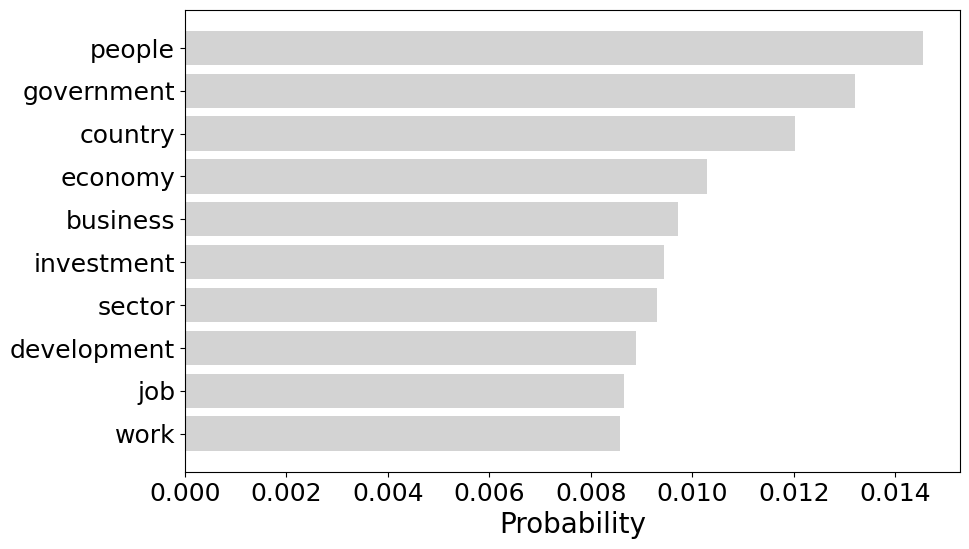 people
government
country
economy
business
investment
sector
development
job
work
0.000 0.002 0.004 0.006 0.008 0.010 0.012 0.014
Probability